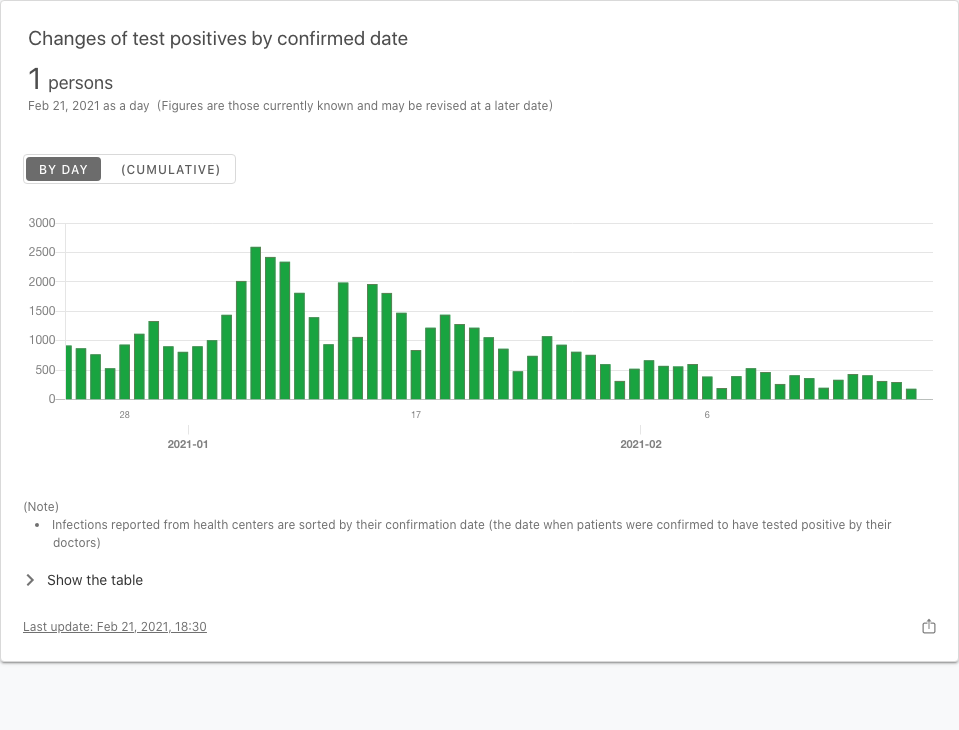 Changes of test positives by confirmed date
1 persons
Feb 21, 2021 as a day (Figures are those currently known and may be revised at a later date)
BY DAY (CUMULATIVE)
3000
2500
2000
1500
1000
500
0
28 17 6
2021-01 2021-02
(Note)
• Infections reported from health centers are sorted by their confirmation date (the date when patients were confirmed to have tested positive by their
doctors)
Show the table
Last update: Feb 21, 2021, 18:30